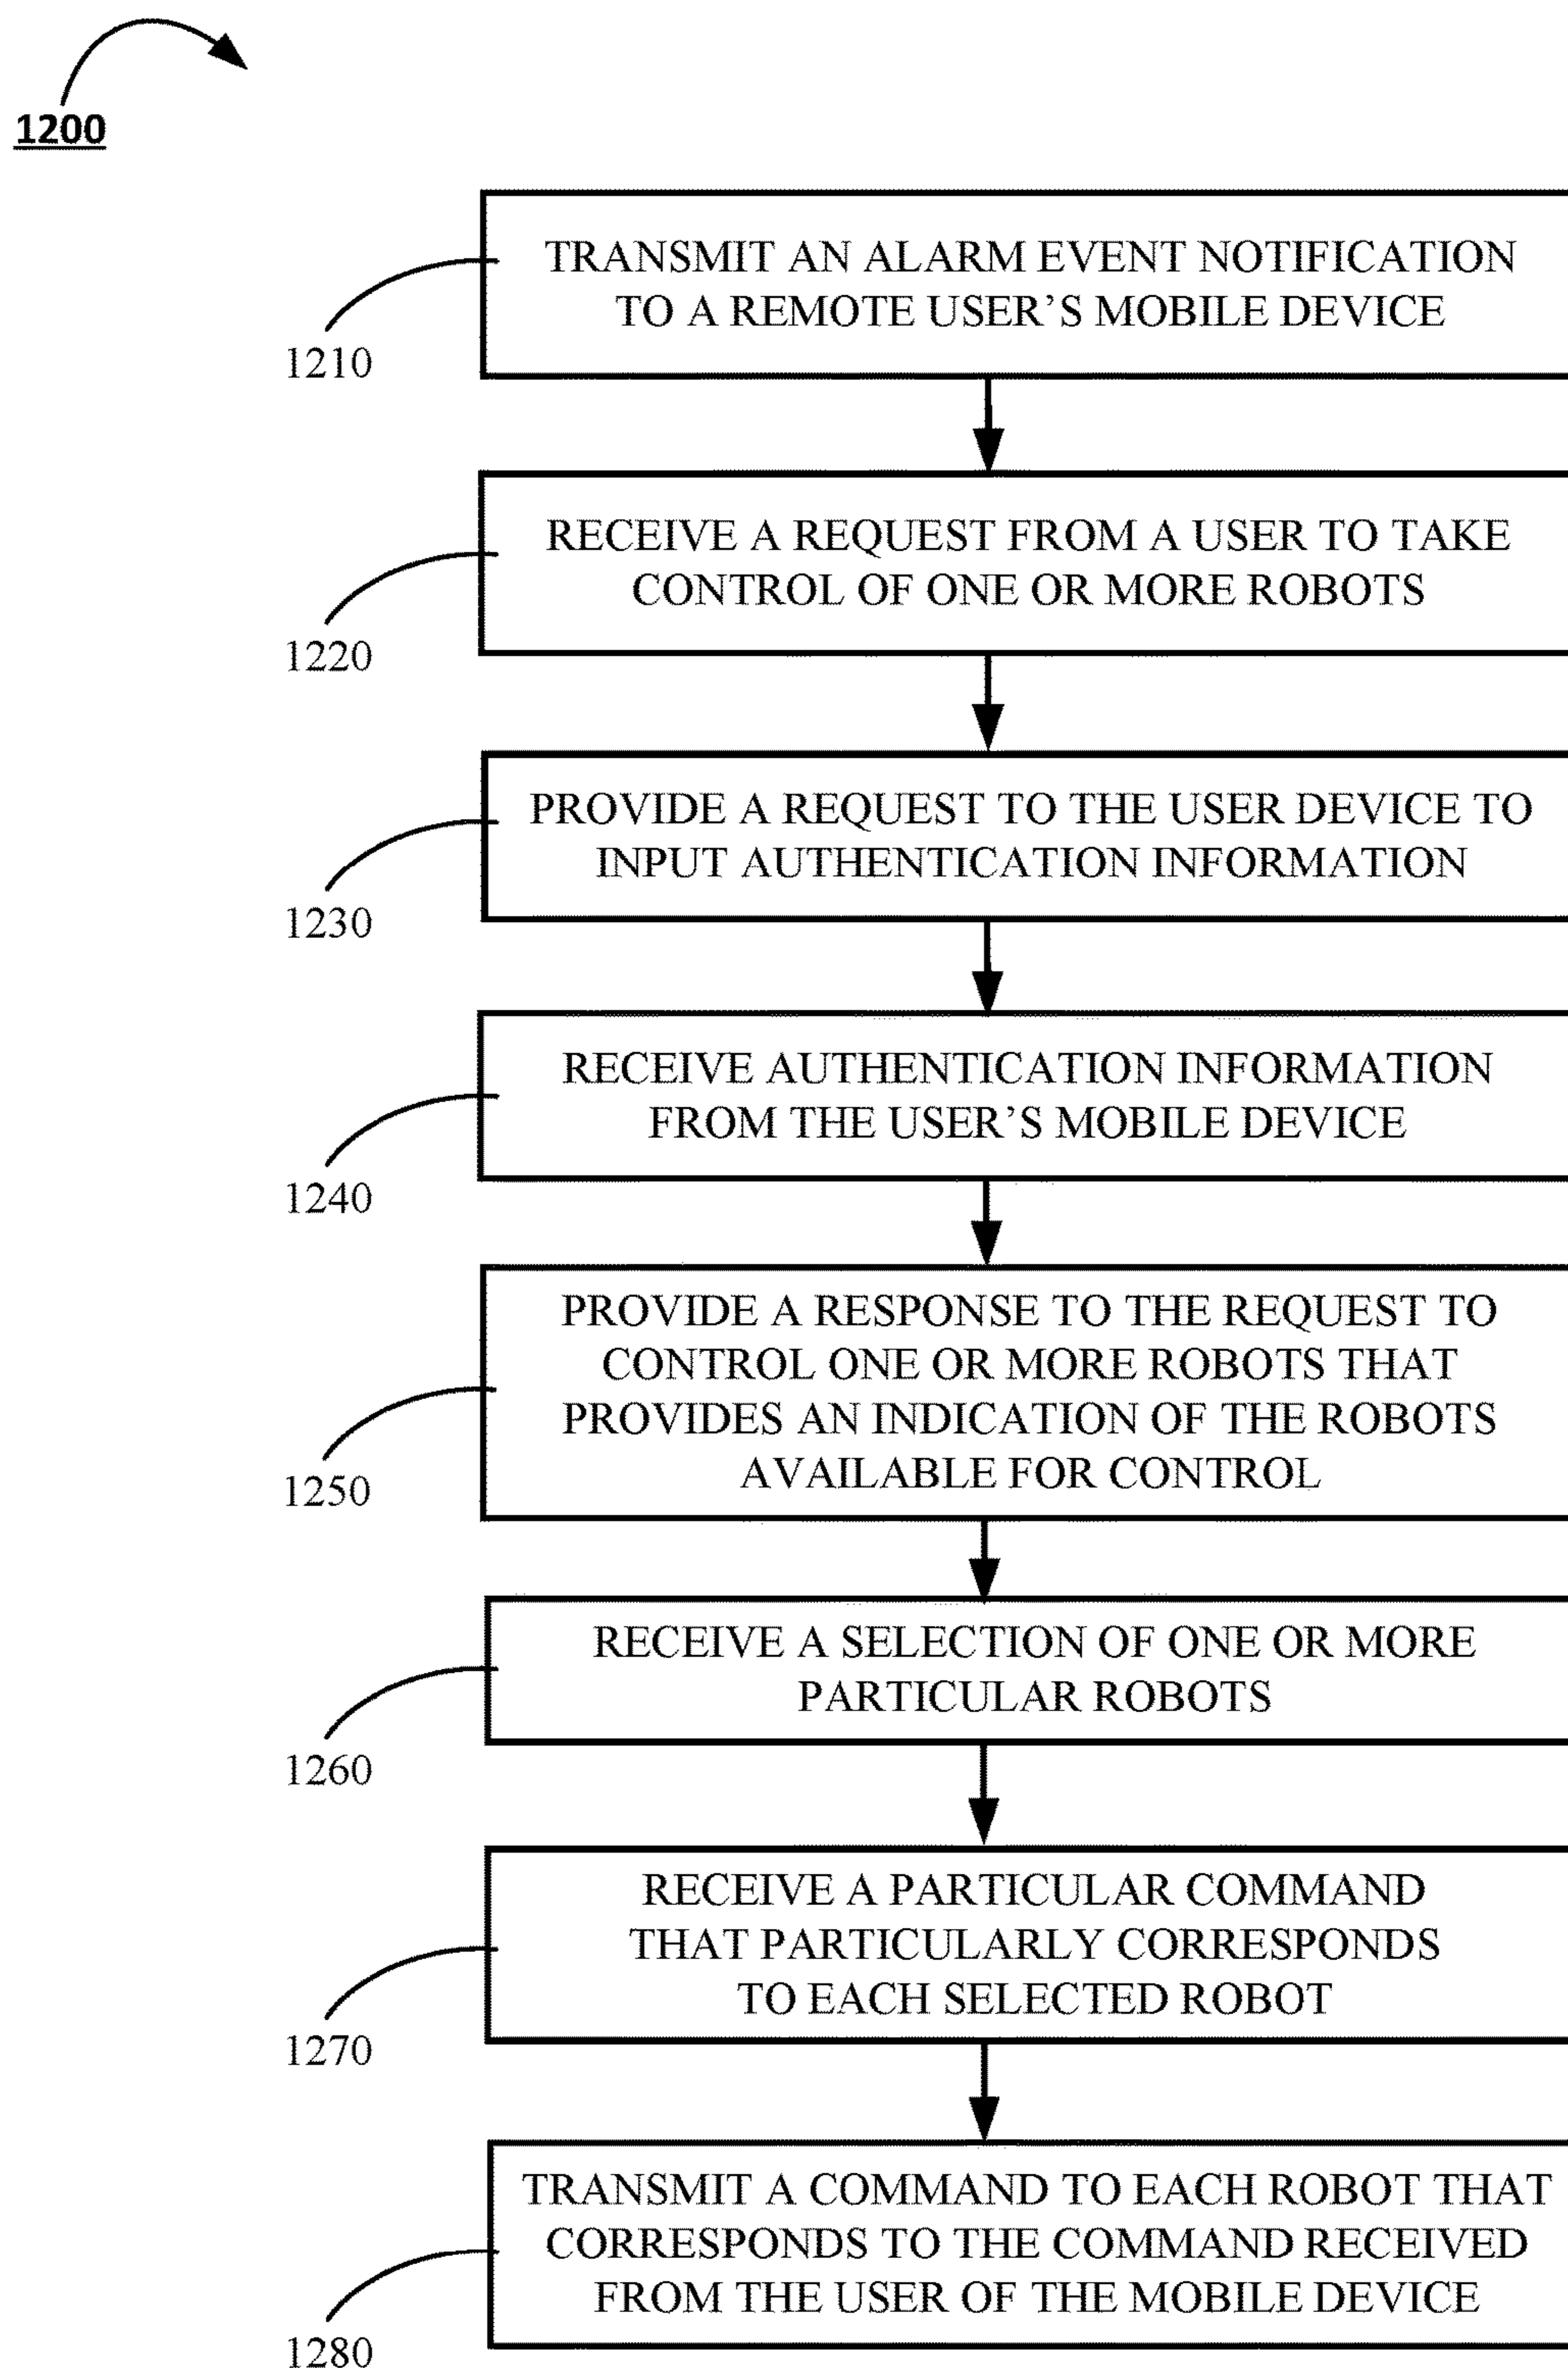 1200
TRANSMIT AN ALARM EVENT NOTIFICATION
TO A REMOTE USER'S MOBILE DEVICE
1210
RECEIVE A REQUEST FROM A USER TO TAKE
CONTROL OF ONE OR MORE ROBOTS
1220
PROVIDE A REQUEST TO THE USER DEVICE TO
INPUT AUTHENTICATION INFORMATION
1230
RECEIVE AUTHENTICATION INFORMATION
FROM THE USER'S MOBILE DEVICE
1240
PROVIDE A RESPONSE TO THE REQUEST TO
CONTROL ONE OR MORE ROBOTS THAT
PROVIDES AN INDICATION OF THE ROBOTS
AVAILABLE FOR CONTROL
1250
RECEIVE A SELECTION OF ONE OR MORE
PARTICULAR ROBOTS
1260
RECEIVE A PARTICULAR COMMAND
THAT PARTICULARLY CORRESPONDS
TO EACH SELECTED ROBOT
1270
TRANSMIT A COMMAND TO EACH ROBOT THAT
CORRESPONDS TO THE COMMAND RECEIVED
FROM THE USER OF THE MOBILE DEVICE
1280